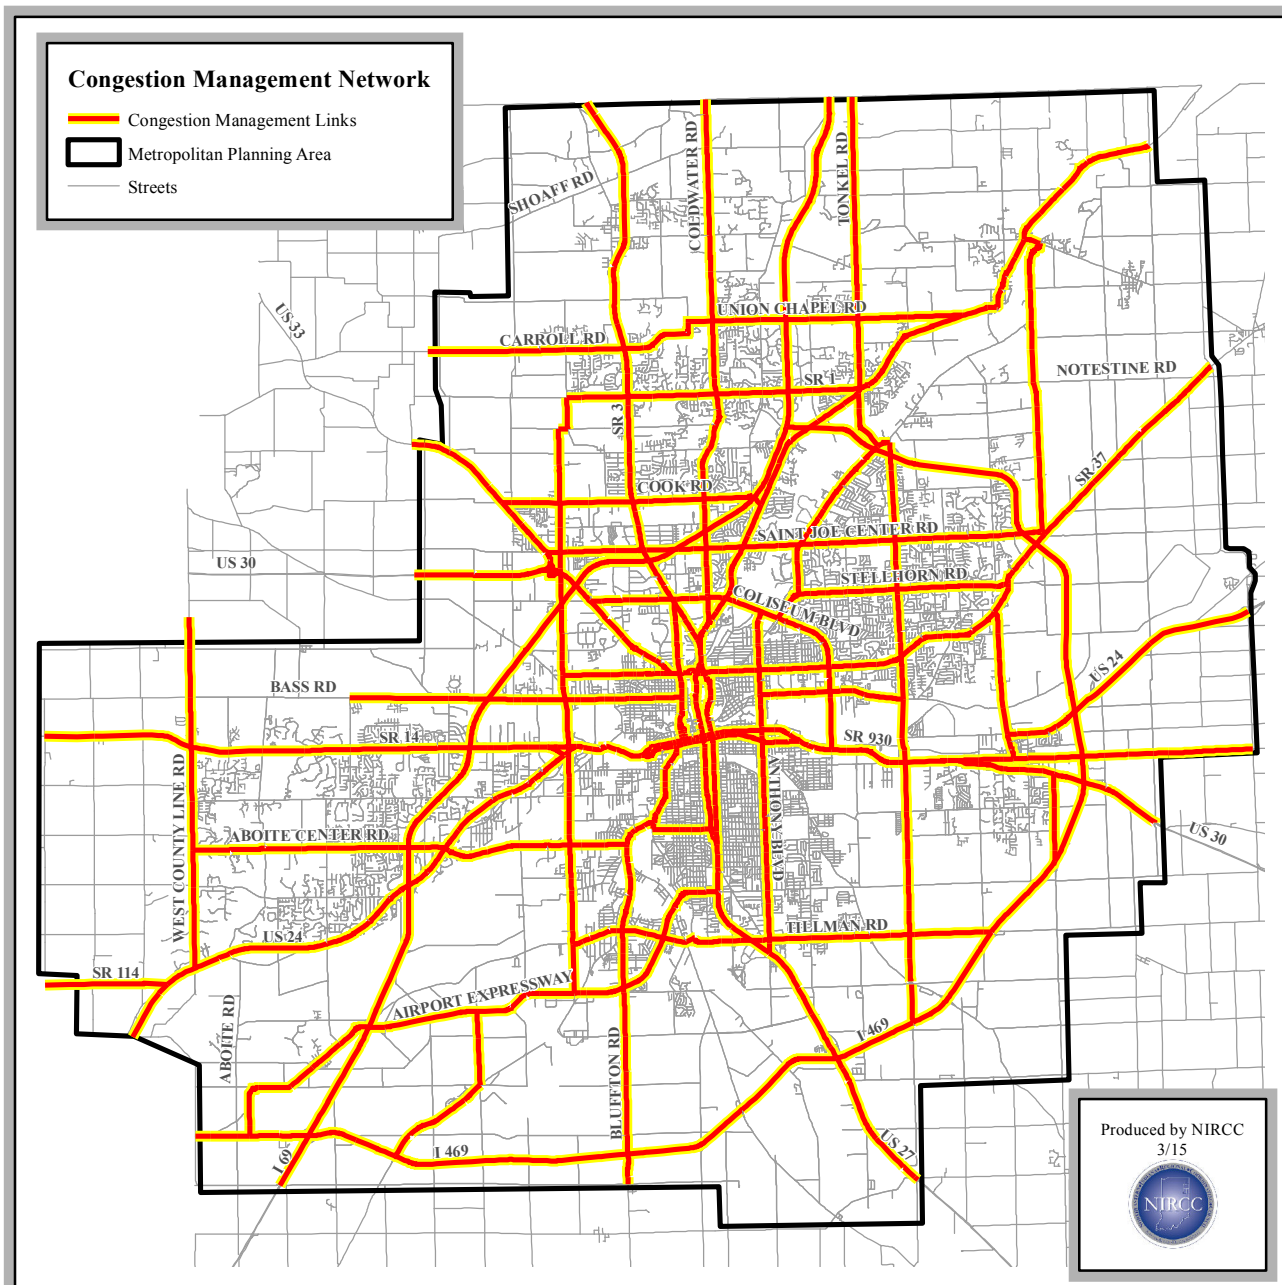 Congestion Management Network
Congestion Management Links
Metropolitan Planning Area
Streets
SHOAFF RD
COLDWATER RD
TONKEL RD
US 33
UNION CHAPEL RD
CARROLL RD
SR 1
NOTESTINE RD
SR 3
SR 37
COOK RD
SAINT JOE CENTER RD
US 30
STELLHORN RD
COLISEUM BLVD
US 24
BASS RD
SR 14
SR 930
WEST COUNTY LINE RD
ANTHONY BLVD
ABOITE CENTER RD
US 30
TILLMAN RD
US 24
SR 114
AIRPORT EXPRESSWAY
ABOITE RD
I 469
BLUFFTON RD
I 469
I 69
US 27
Produced by NIRCC
3/15
NIRCC